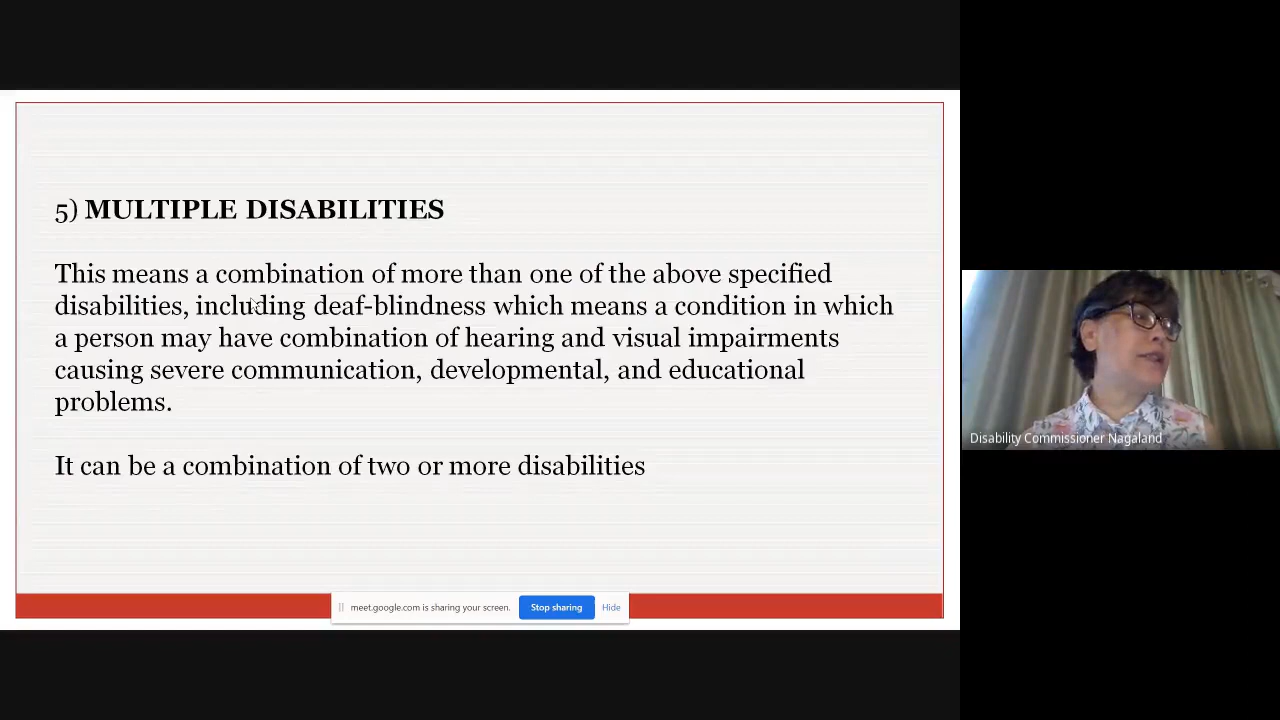 5) MULTIPLE DISABILITIES
This means a combination of more than one of the above specified
disabilities, including deaf-blindness which means a condition in which
a person may have combination of hearing and visual impairments
causing severe communication, developmental, and educational
problems.
It can be a combination of two or more disabilities
meet.google.com is sharing your screen. Stop sharing Hide
Disability Commissioner Nagaland